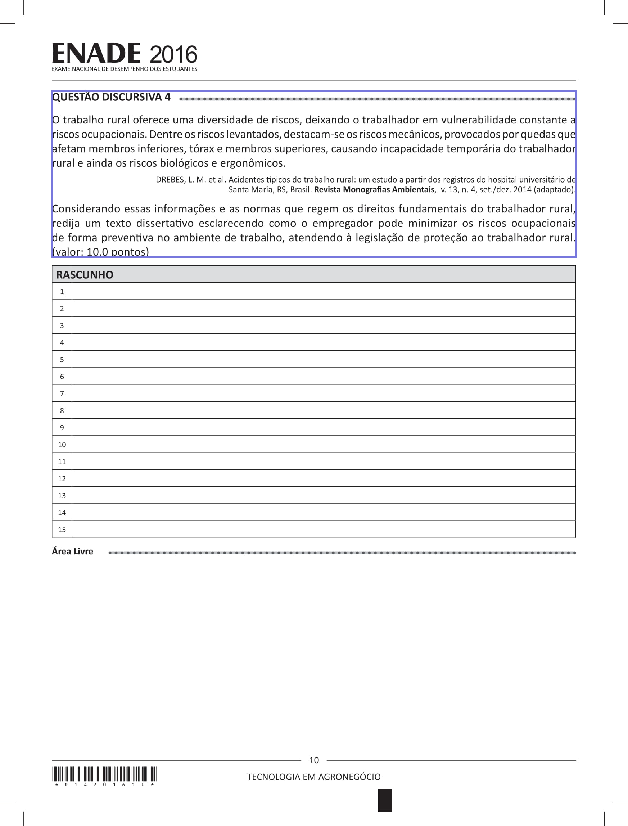 ENADE 2016
EXAME NACIONAL DE DESEMPENHO DOS ESTUDANTES
QUESTÃO DISCURSIVA 4
O trabalho rural oferece uma diversidade de riscos, deixando o trabalhador em vulnerabilidade constante a
riscos ocupacionais. Dentre os riscos levantados, destacam-se os riscos mecânicos, provocados por quedas que
afetam membros inferiores, tórax e membros superiores, causando incapacidade temporária do trabalhador
rural e ainda os riscos biológicos e ergonômicos.
DREBES, L. M. et al. Acidentes típicos do trabalho rural: um estudo a partir dos registros do hospital universitário de
Santa Maria, RS, Brasil. Revista Monografias Ambientais, v. 13, n. 4, set./dez. 2014 (adaptado).
Considerando essas informações e as normas que regem os direitos fundamentais do trabalhador rural,
redija um texto dissertativo esclarecendo como o empregador pode minimizar os riscos ocupacionais
de forma preventiva no ambiente de trabalho, atendendo à legislação de proteção ao trabalhador rural.
(valor: 10,0 pontos)
RASCUNHO
1
2
3
4
5
6
7
8
9
10
11
12
13
14
15
Área Livre
10
TECNOLOGIA EM AGRONEGÓCIO